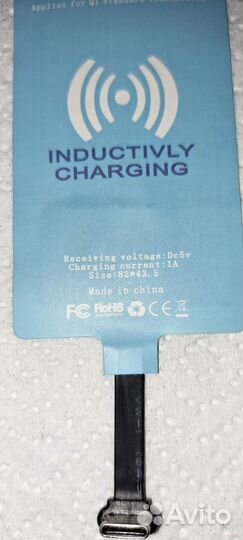 Applies for Qi Standard
INDUCTIVLY
CHARGING
Receiving voltage:Dc5v
Charging current:1A
Size:82*43.5
Made in china
FC RoHS CE
Avito